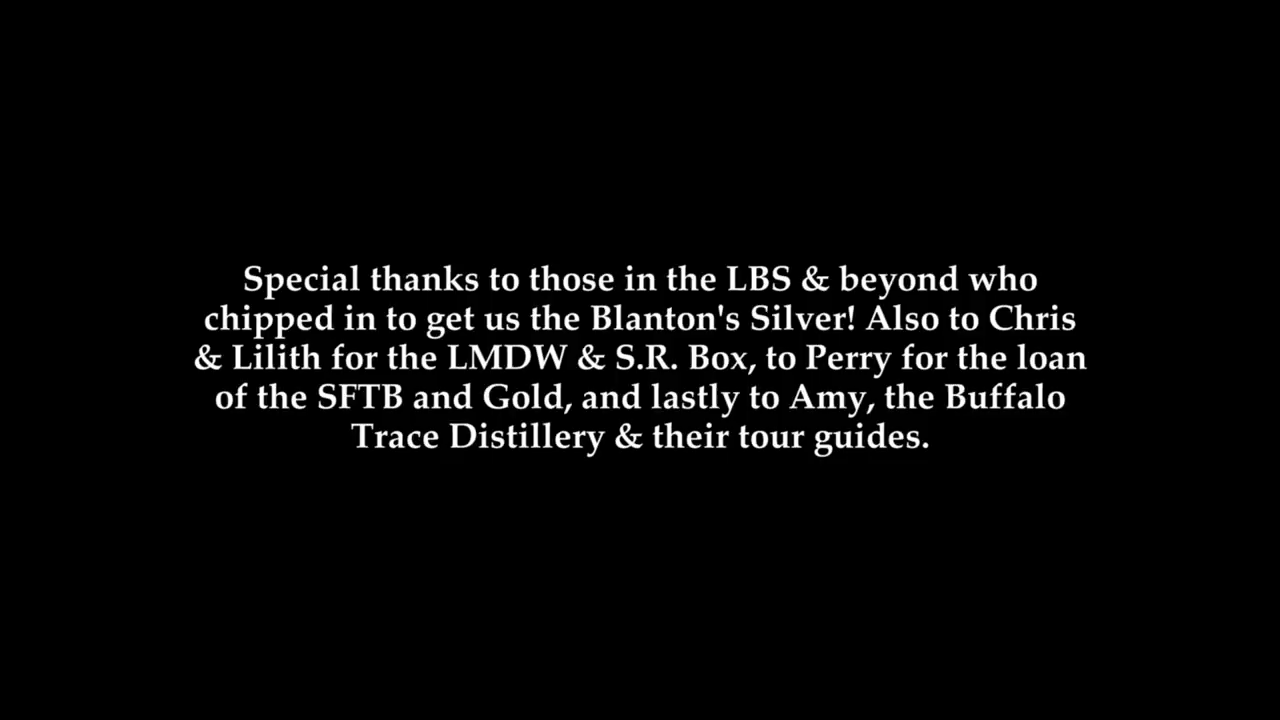 Special thanks to those in the LBS & beyond who
chipped in to get us the Blanton's Silver! Also to Chris
& Lilith for the LMDW & S.R. Box, to Perry for the loan
of the SFTB and Gold, and lastly to Amy, the Buffalo
Trace Distillery & their tour guides.